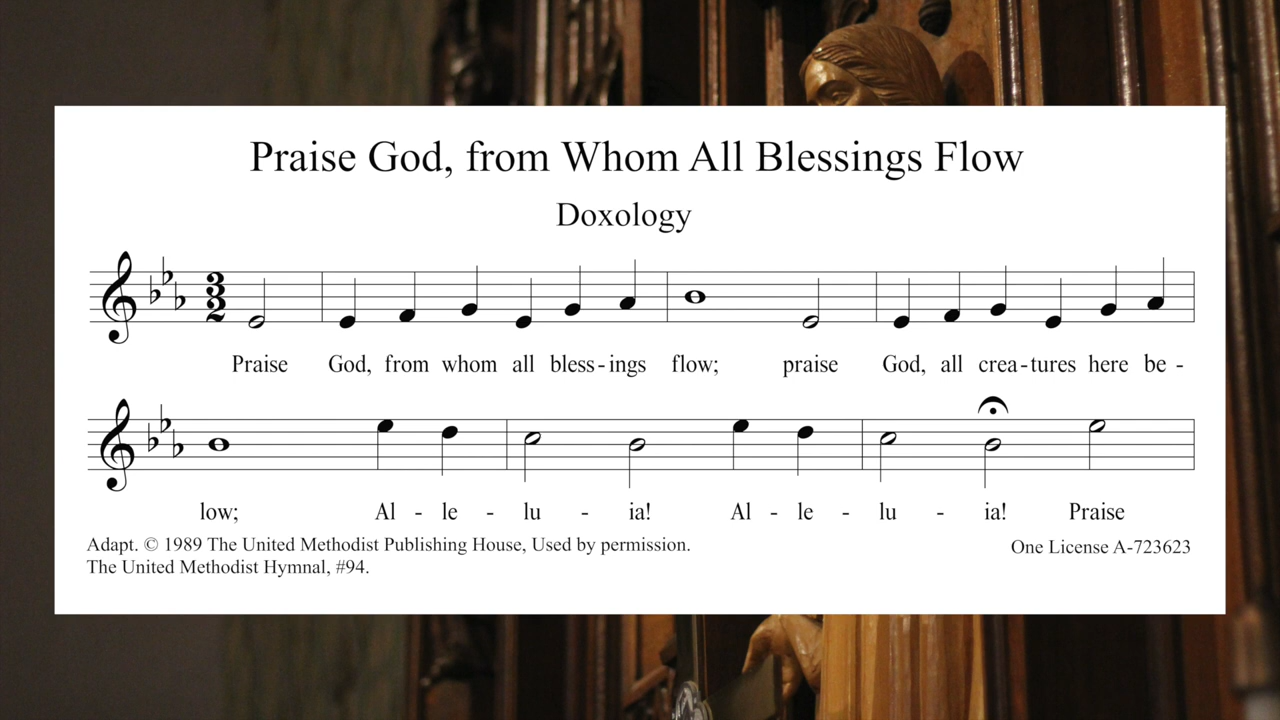 Praise God, from Whom All Blessings Flow
Doxology
3
2
Praise God, from whom all bless - ings flow; praise God, all crea - tures here be -
low; Al - le - lu - ia! Al - le - lu - ia! Praise
Adapt. © 1989 The United Methodist Publishing House, Used by permission.
The United Methodist Hymnal, #94.
One License A-723623